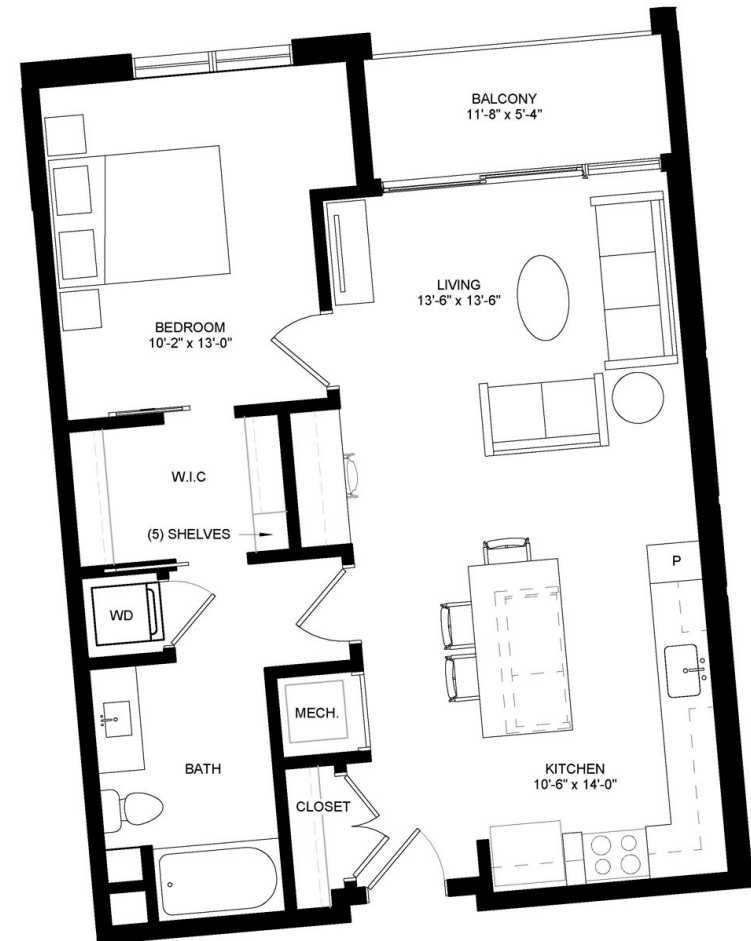 BALCONY
11'-8" x 5'-4"
LIVING
13'-6" x 13'-6"
BEDROOM
10'-2" x 13'-0"
W.I.C
(5) SHELVES
P
WD
MECH.
BATH
KITCHEN
10'-6" x 14'-0"
CLOSET